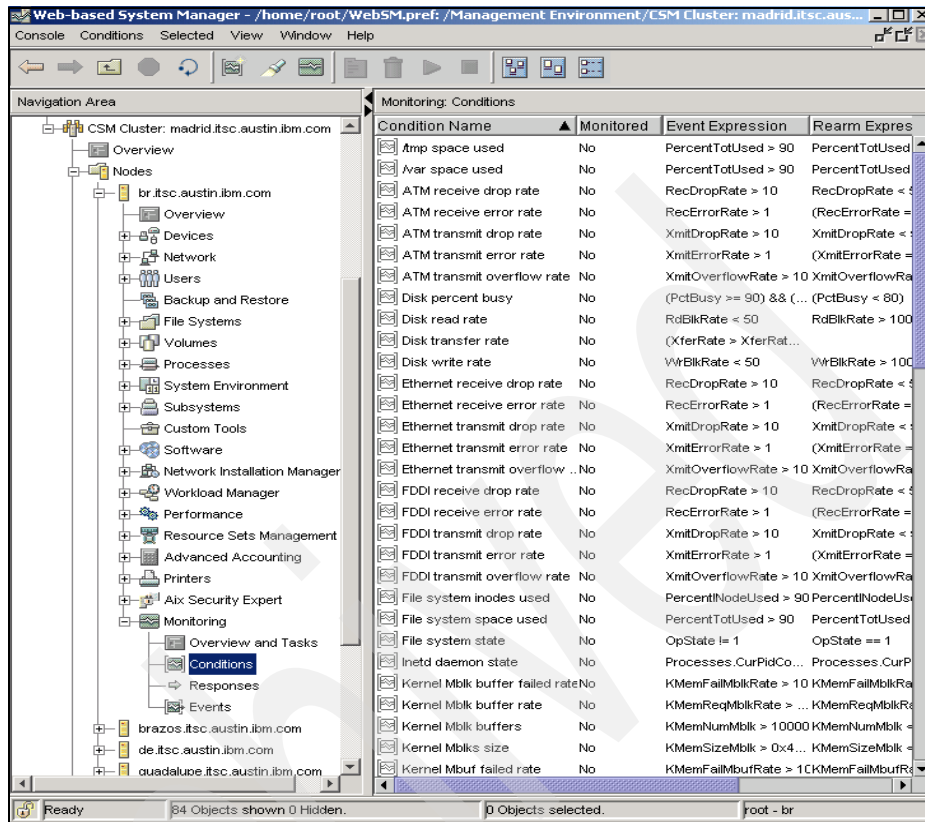 Web-based System Manager - /home/root/WebSM.pref: /Management Environment/CSM Cluster: madrid.itsc.aus...
Console Conditions Selected View Window Help
Navigation Area
CSM Cluster: madrid.itsc.austin.ibm.com
Overview
Nodes
br.itsc.austin.ibm.com
Overview
Devices
Network
Users
Backup and Restore
File Systems
Volumes
Processes
System Environment
Subsystems
Custom Tools
Software
Network Installation Manager
Workload Manager
Performance
Resource Sets Management
Advanced Accounting
Printers
Aix Security Expert
Monitoring
Overview and Tasks
Conditions
Responses
Events
brazos.itsc.austin.ibm.com
de.itsc.austin.ibm.com
guadalupe.itsc.austin.ibm.com
Monitoring: Conditions
Condition Name Monitored Event Expression Rearm Expres
/tmp space used No PercentTotUsed > 90 PercentTotUsed
/var space used No PercentTotUsed > 90 PercentTotUsed
ATM receive drop rate No RecDropRate > 10 RecDropRate <
ATM receive error rate No RecErrorRate > 1 (RecErrorRate =
ATM transmit drop rate No XmitDropRate > 10 XmitDropRate <
ATM transmit error rate No XmitErrorRate > 1 (XmitErrorRate =
ATM transmit overflow rate No XmitOverflowRate > 10 XmitOverflowRa
Disk percent busy No (PctBusy >= 90) && (... (PctBusy < 80)
Disk read rate No RdBlkRate < 50 RdBlkRate > 100
Disk transfer rate No (XferRate > XferRat...
Disk write rate No WrBlkRate < 50 WrBlkRate > 100
Ethernet receive drop rate No RecDropRate > 10 RecDropRate <
Ethernet receive error rate No RecErrorRate > 1 (RecErrorRate =
Ethernet transmit drop rate No XmitDropRate > 10 XmitDropRate <
Ethernet transmit error rate No XmitErrorRate > 1 (XmitErrorRate =
Ethernet transmit overflow .. No XmitOverflowRate > 10 XmitOverflowRa
FDDI receive drop rate No RecDropRate > 10 RecDropRate <
FDDI receive error rate No RecErrorRate > 1 (RecErrorRate =
FDDI transmit drop rate No XmitDropRate > 10 XmitDropRate <
FDDI transmit error rate No XmitErrorRate > 1 (XmitErrorRate =
FDDI transmit overflow rate No XmitOverflowRate > 10 XmitOverflowRa
File system inodes used No PercentINodeUsed > 90 PercentINodeUs
File system space used No PercentTotUsed > 90 PercentTotUsed
File system state No OpState != 1 OpState == 1
Inetd daemon state No Processes.CurPidCo... Processes.CurP
Kernel Mblk buffer failed rate No KMemFailMblkRate > 10 KMemFailMblkRa
Kernel Mblk buffer rate No KMemReqMblkRate > ... KMemReqMblkRa
Kernel Mblk buffers No KMemNumMblk > 10000 KMemNumMblk <
Kernel Mblks size No KMemSizeMblk > 0x4... KMemSizeMblk <
Kernel Mbuf failed rate No KMemFailMbufRate > 1 KMemFailMbufRa
Ready
84 Objects shown 0 Hidden.
0 Objects selected.
root - br